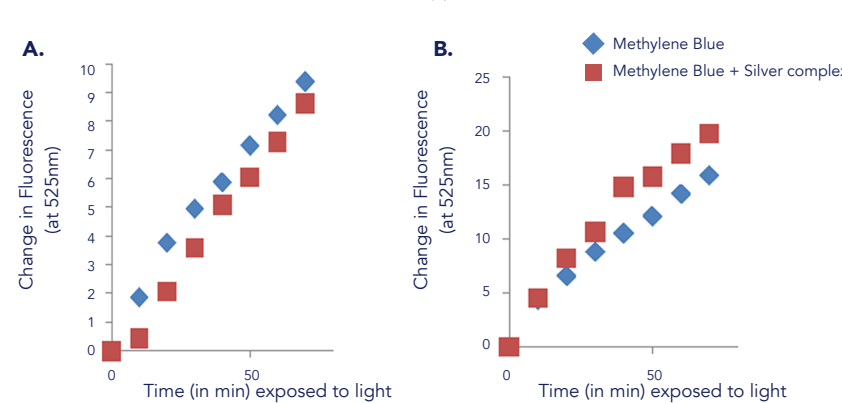 A.
Change in Fluorescence
(at 525nm)
10
9
8
7
6
5
4
3
2
1
0
0
50
Time (in min) exposed to light
B.
Methylene Blue
Methylene Blue + Silver comple
Change in Fluorescence
(at 525nm)
25
20
15
10
5
0
0
50
Time (in min) exposed to light